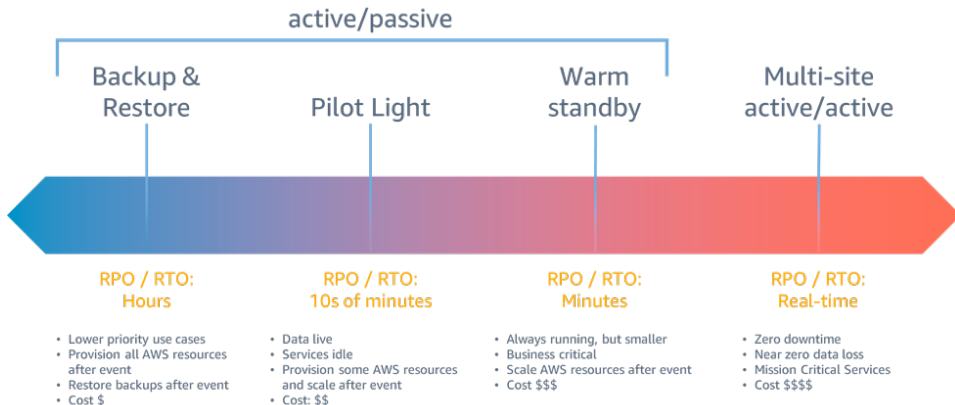 active/passive
Backup &
Restore
Pilot Light
Warm
standby
Multi-site
active/active
RPO / RTO:
Hours
RPO / RTO:
10s of minutes
RPO / RTO:
Minutes
RPO / RTO:
Real-time
• Lower priority use cases
• Provision all AWS resources
after event
• Restore backups after event
• Cost $
• Data live
• Services idle
• Provision some AWS resources
and scale after event
• Cost: $$
• Always running, but smaller
• Business critical
• Scale AWS resources after event
• Cost $$$
• Zero downtime
• Near zero data loss
• Mission Critical Services
• Cost $$$$